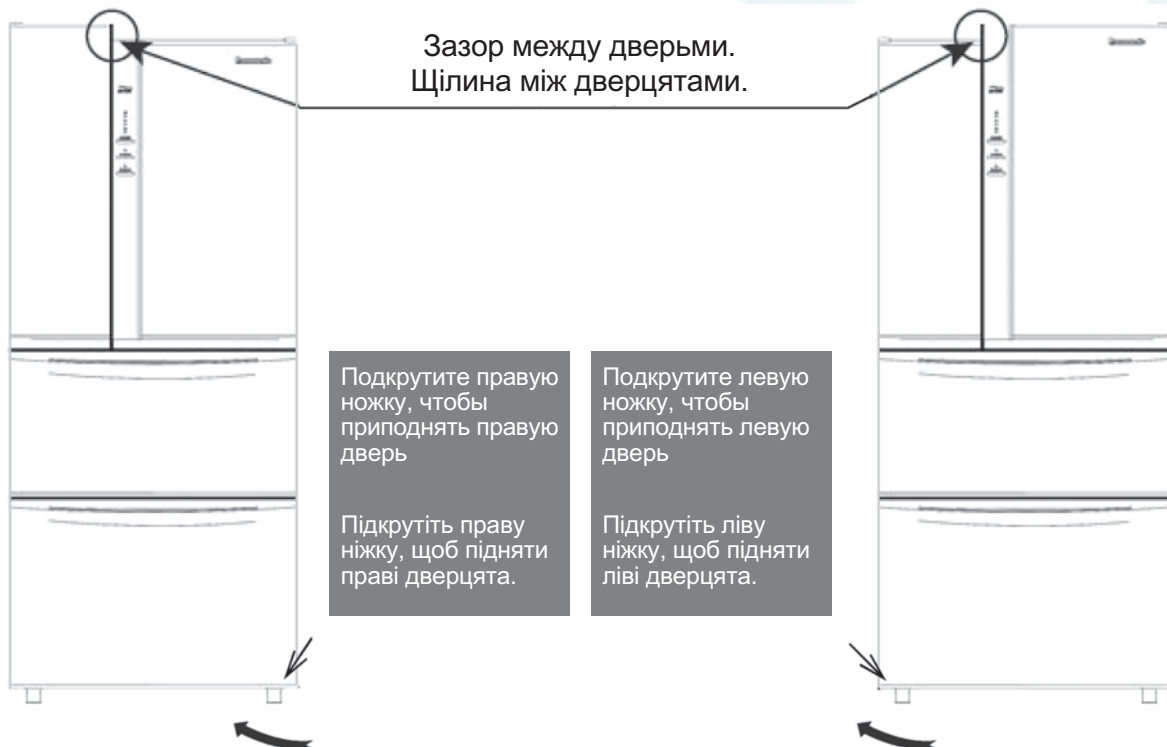 Зазор между дверьми.
Щілина між дверцятами.
Подкрутите правую
ножку, чтобы
приподнять правую
дверь
Підкрутіть праву
ніжку, щоб підняти
праві дверцята.
Подкрутите левую
ножку, чтобы
приподнять левую
дверь
Підкрутіть ліву
ніжку, щоб підняти
ліві дверцята.